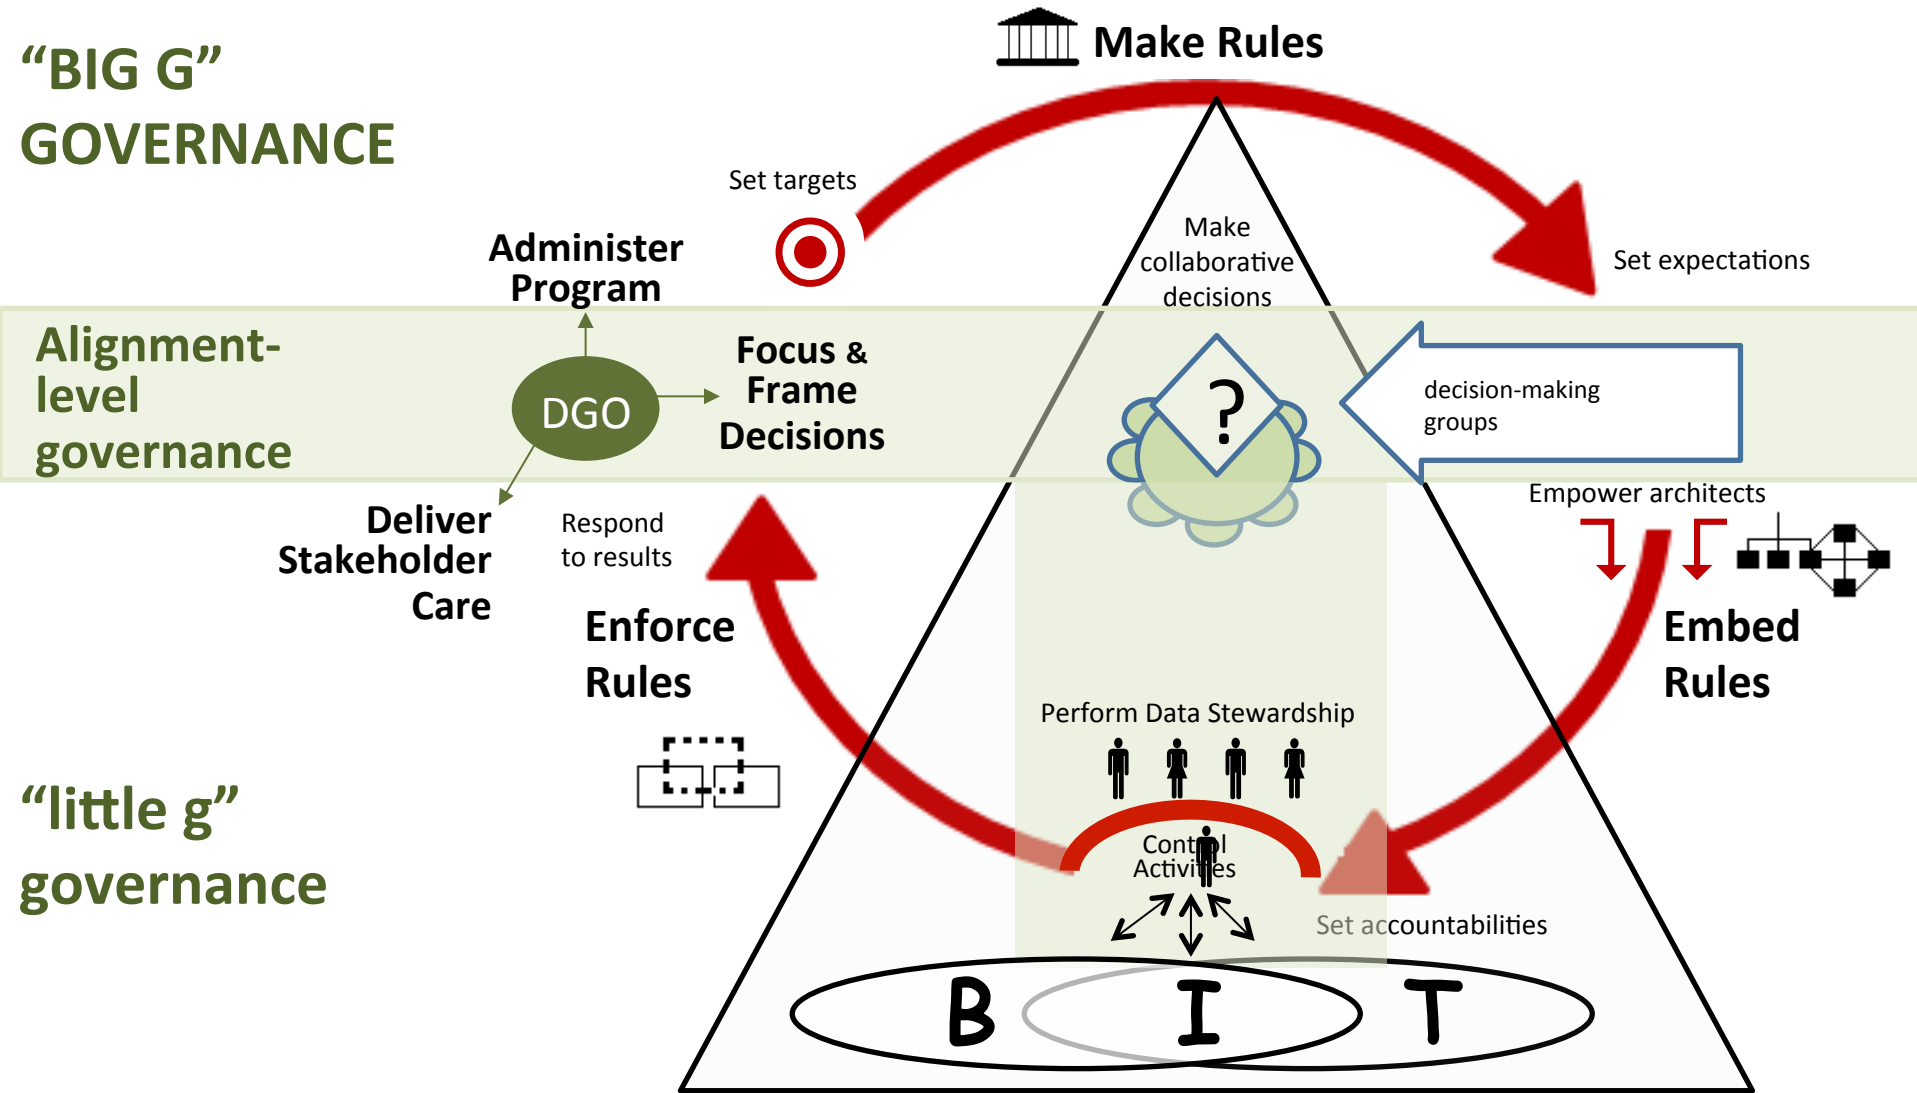 “BIG G”
GOVERNANCE
Make Rules
Set targets
Administer
Program
Make
collaborative
decisions
Set expectations
Alignment-
level
governance
DGO
Focus &
Frame
Decisions
?
decision-making
groups
Deliver
Stakeholder
Care
Respond
to results
Empower architects
Enforce
Rules
Embed
Rules
Perform Data Stewardship
“little g”
governance
Control
Activities
Set accountabilities
B I T